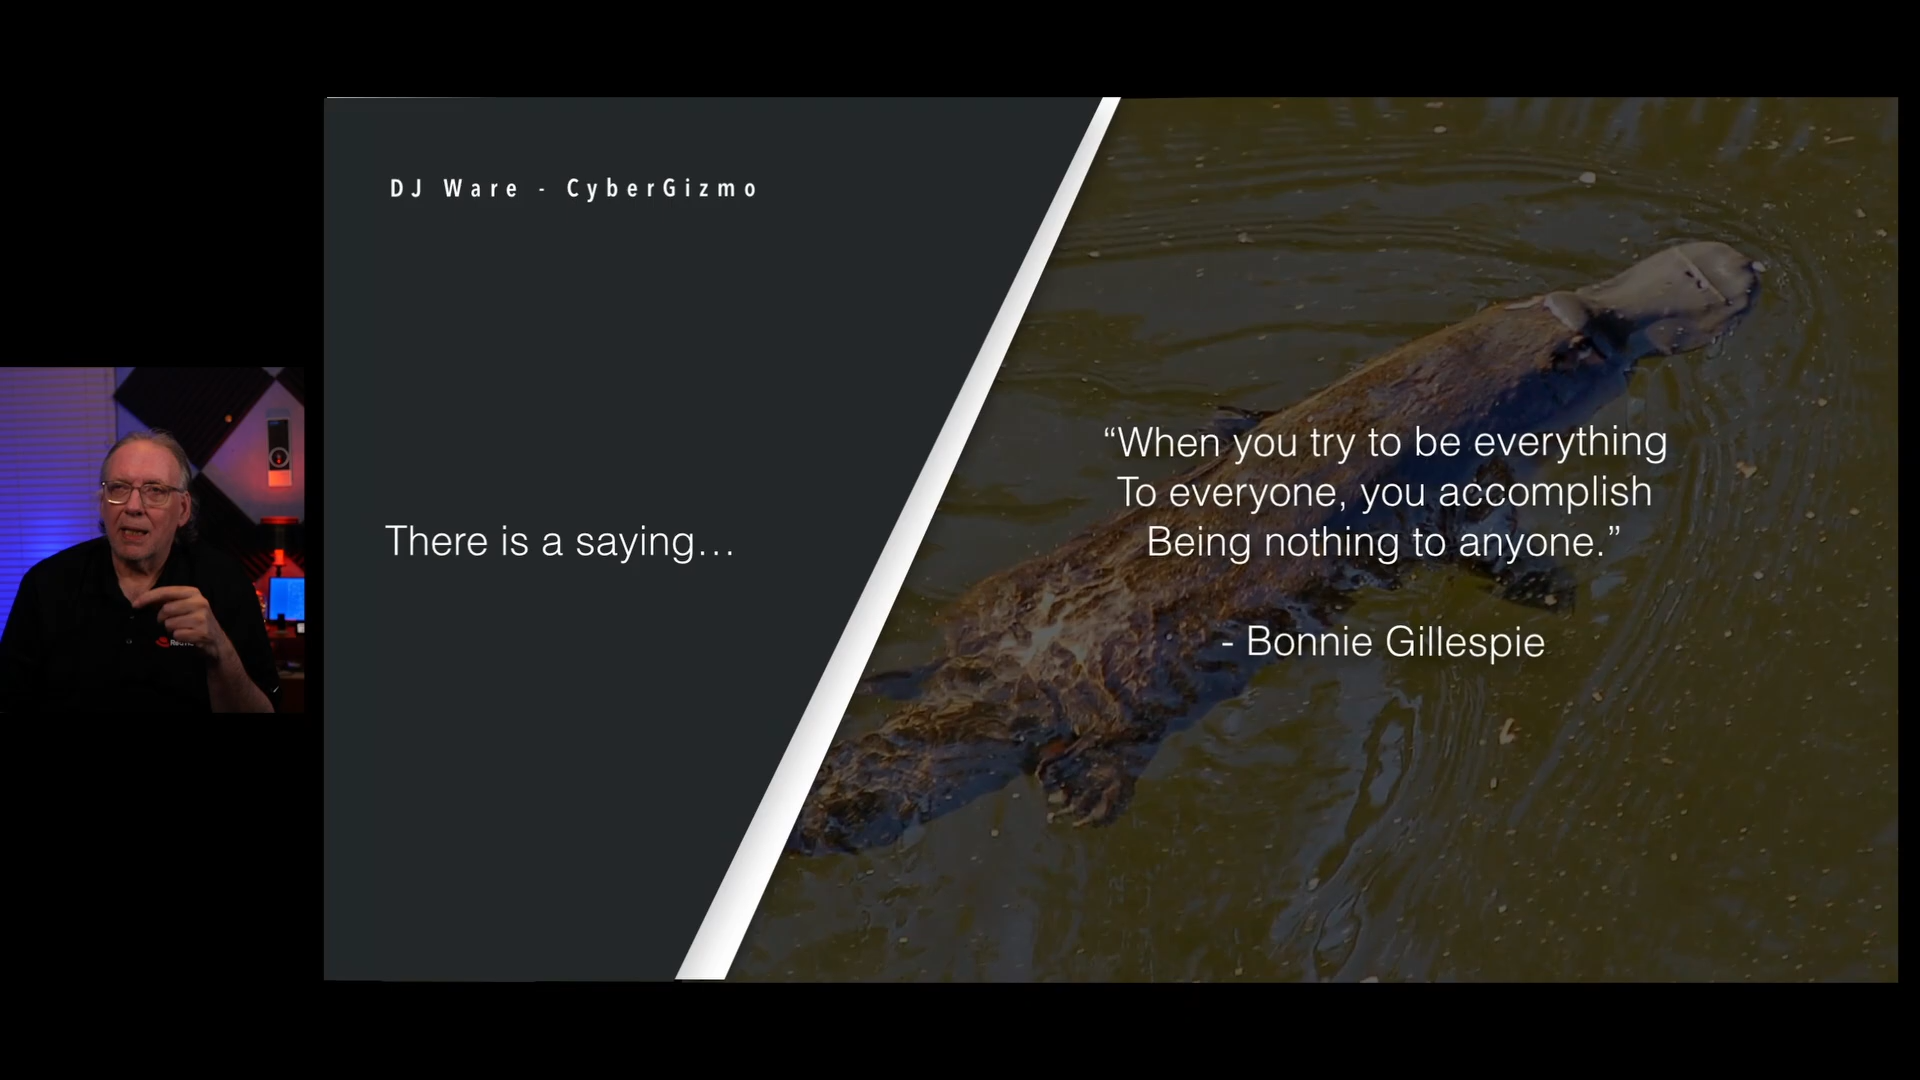 DJ Ware - CyberGizmo
There is a saying...
“When you try to be everything
To everyone, you accomplish
Being nothing to anyone.”
- Bonnie Gillespie